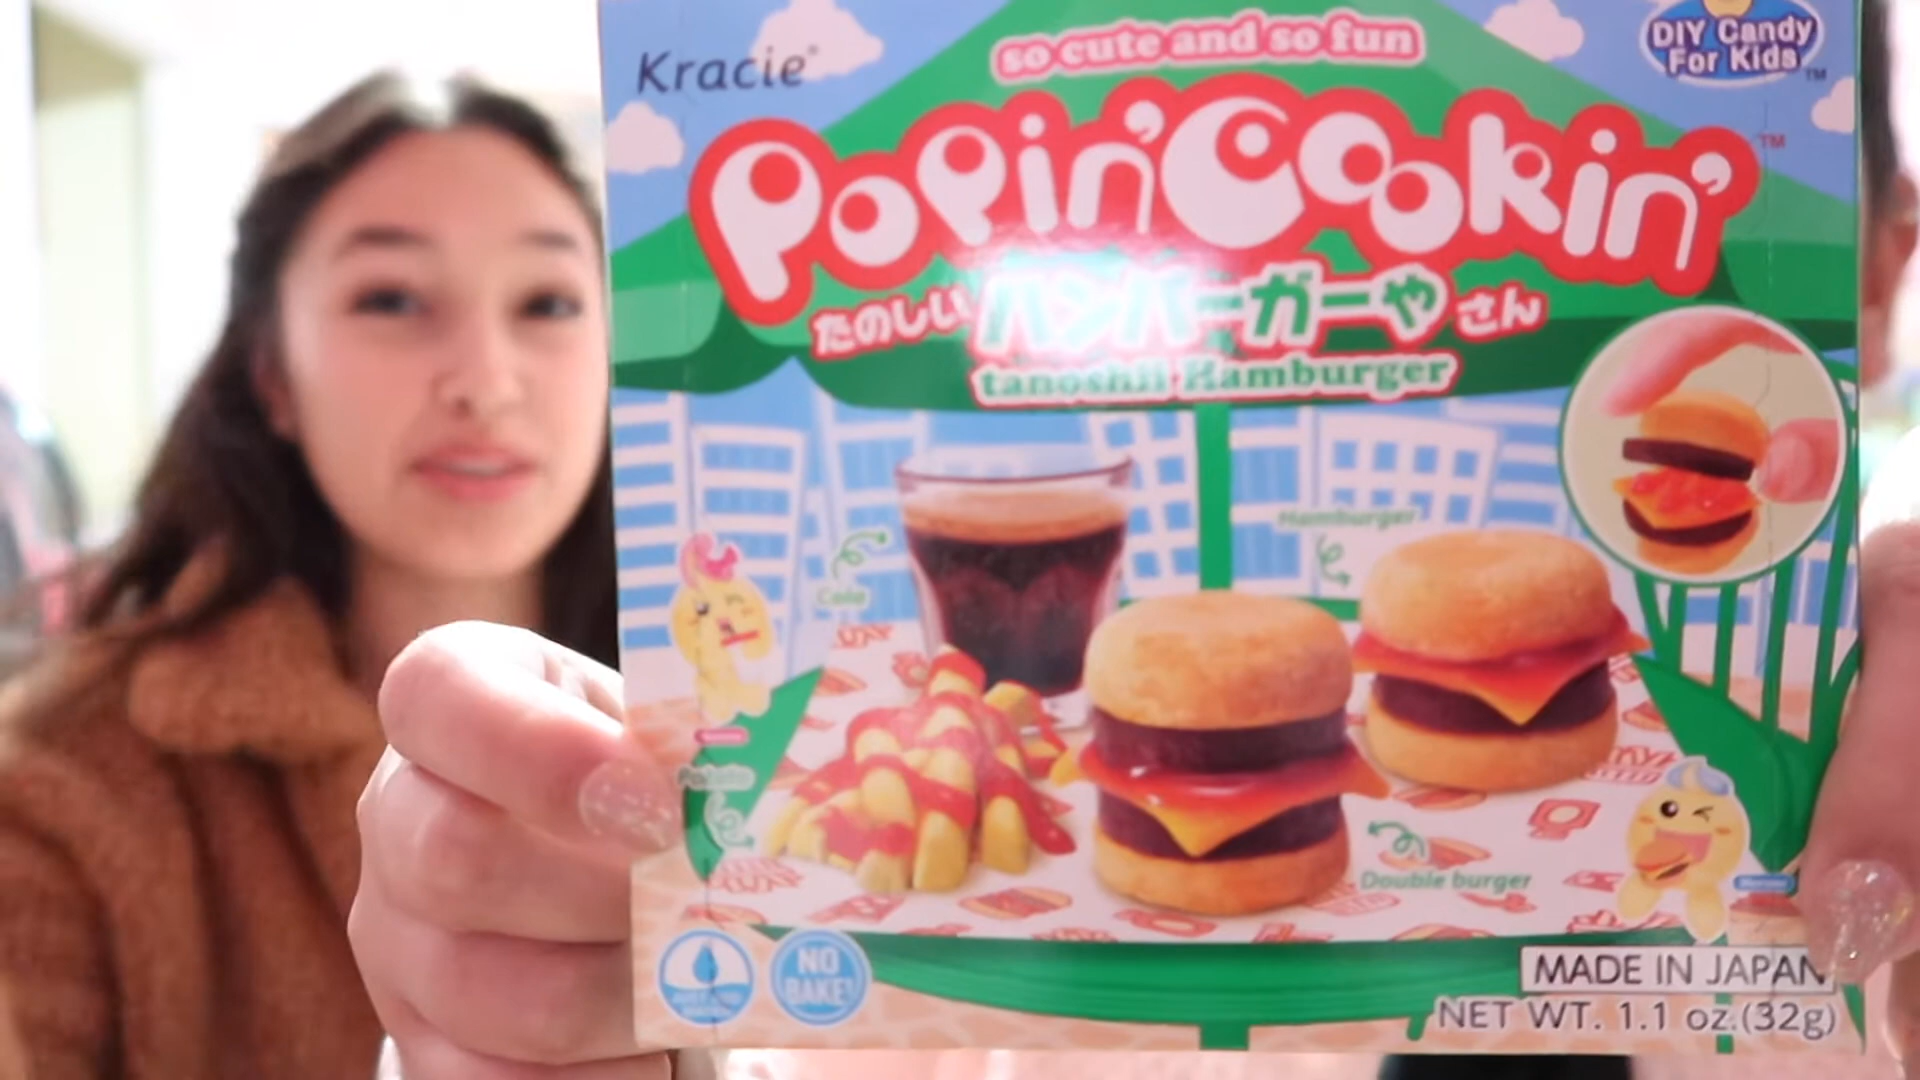 Kracie
so cute and so fun
DIY Candy
For Kids™
Popin'Cookin'™
たのしいハンバーガーやさん
tanoshii Hamburger
Hamburger
Cola
Potato
Double burger
NO
BAKE!
MADE IN JAPAN
NET WT. 1.1 oz.(32g)